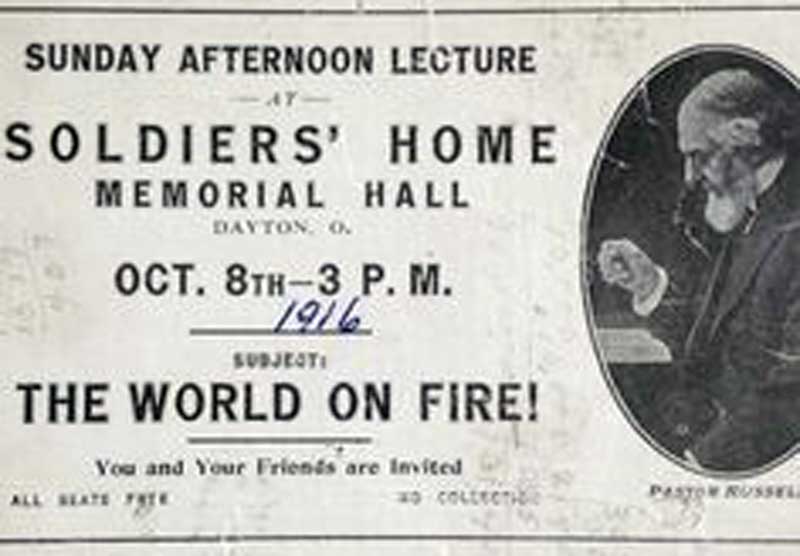 SUNDAY AFTERNOON LECTURE
—AT—
SOLDIERS' HOME
MEMORIAL HALL
DAYTON, O.
OCT. 8TH—3 P. M.
1916
SUBJECT:
THE WORLD ON FIRE!
You and Your Friends are Invited
ALL SEATS FREE NO COLLECTION
PASTOR RUSSELL